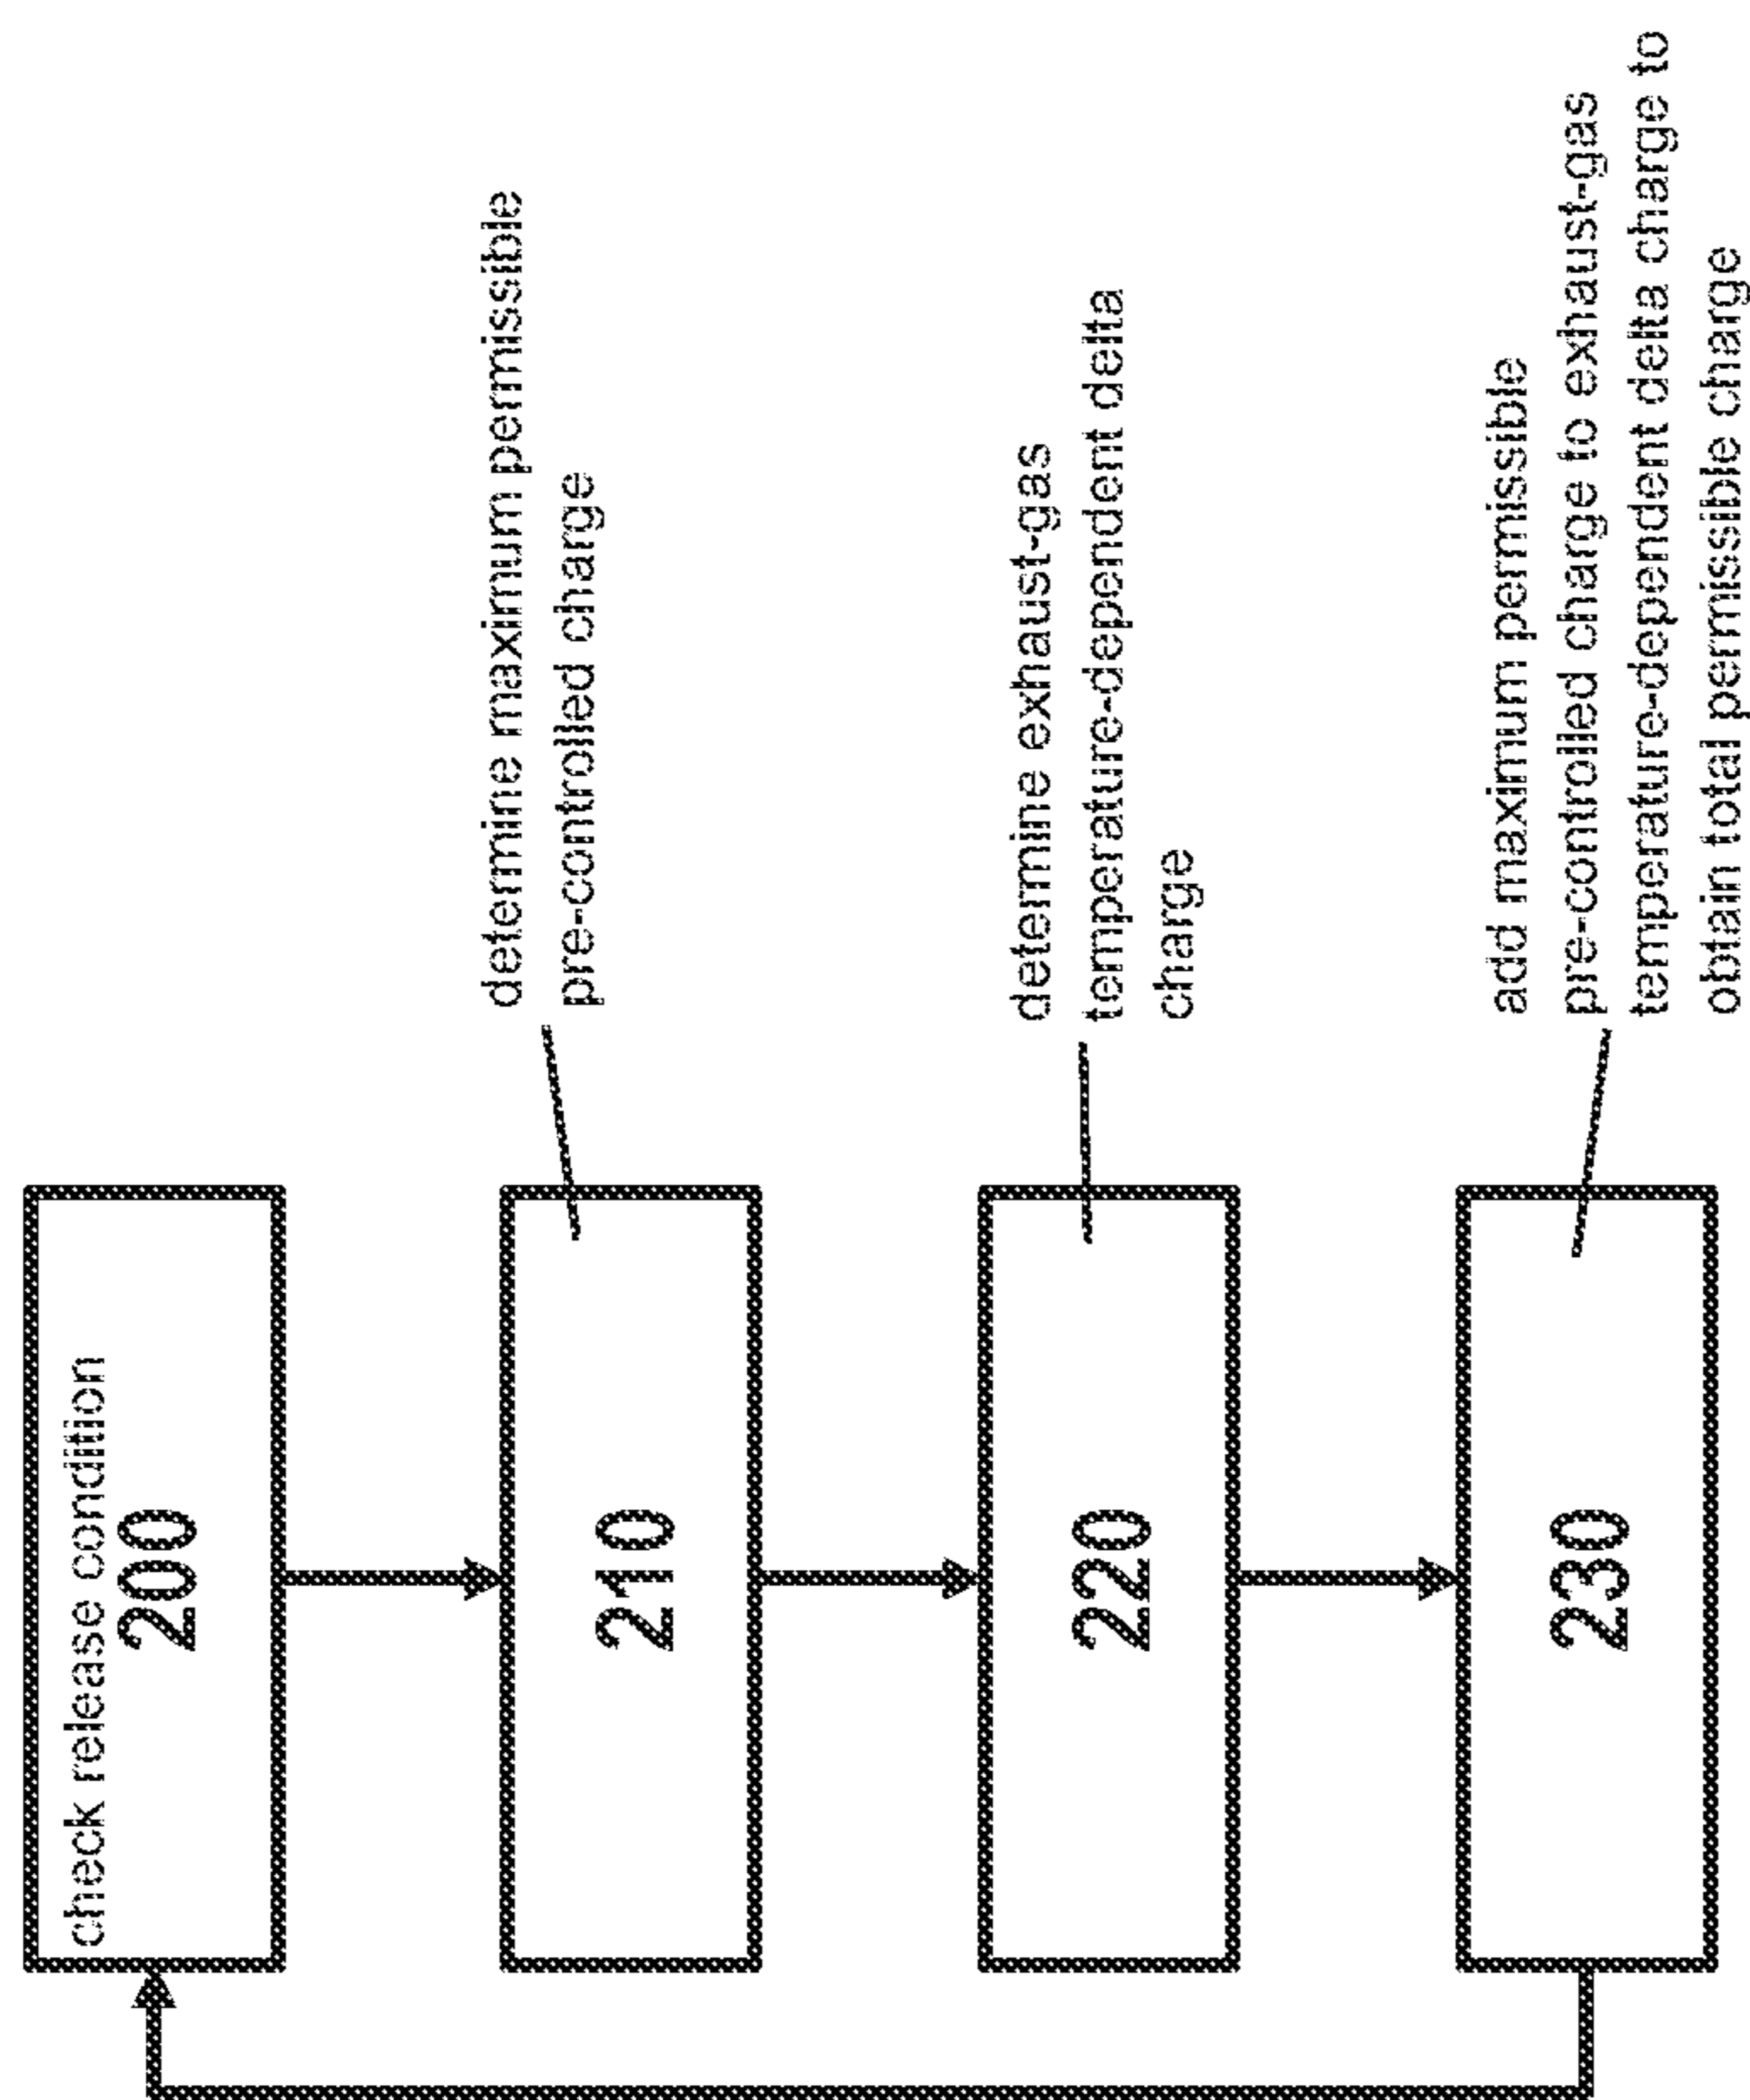 check release condition
200
determine maximum permissible
pre-controlled charge
210
determine exhaust-gas
temperature-dependent delta
charge
220
add maximum permissible
pre-controlled charge to exhaust-gas
temperature-dependent delta charge to
obtain total permissible charge
230